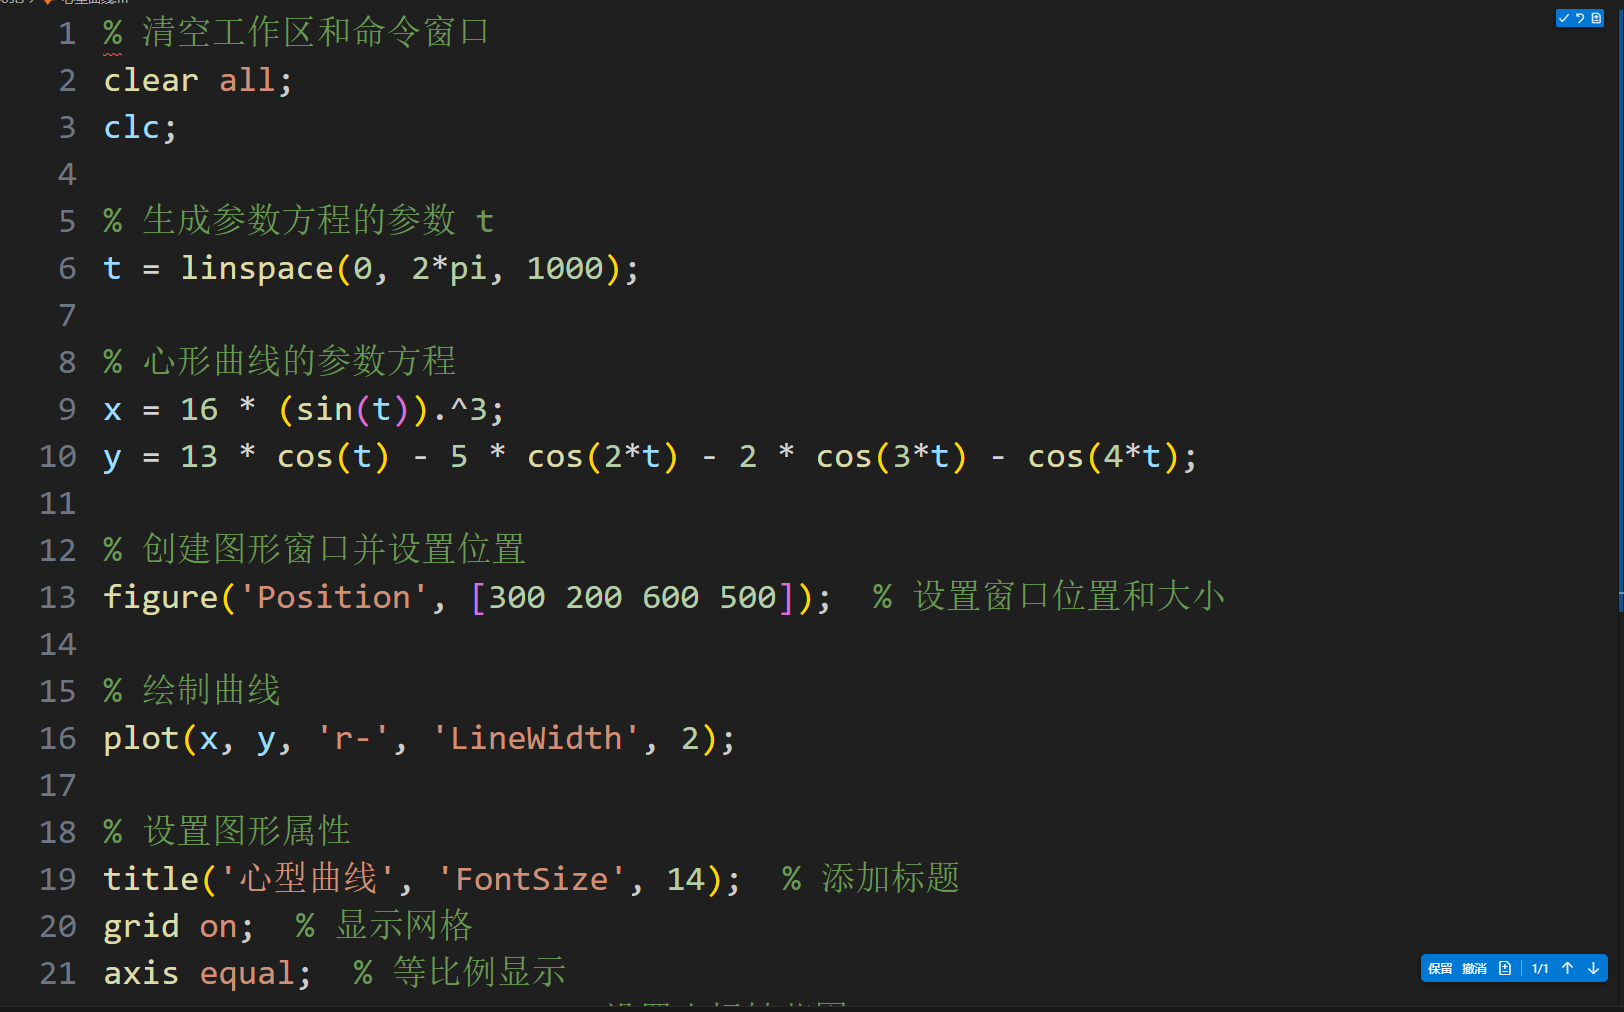 1 % 清空工作区和命令窗口
2 clear all;
3 clc;
4
5 % 生成参数方程的参数 t
6 t = linspace(0, 2*pi, 1000);
7
8 % 心形曲线的参数方程
9 x = 16 * (sin(t)).^3;
10 y = 13 * cos(t) - 5 * cos(2*t) - 2 * cos(3*t) - cos(4*t);
11
12 % 创建图形窗口并设置位置
13 figure('Position', [300 200 600 500]);  % 设置窗口位置和大小
14
15 % 绘制曲线
16 plot(x, y, 'r-', 'LineWidth', 2);
17
18 % 设置图形属性
19 title('心型曲线', 'FontSize', 14);  % 添加标题
20 grid on;  % 显示网格
21 axis equal;  % 等比例显示
保留 撤消 1/1